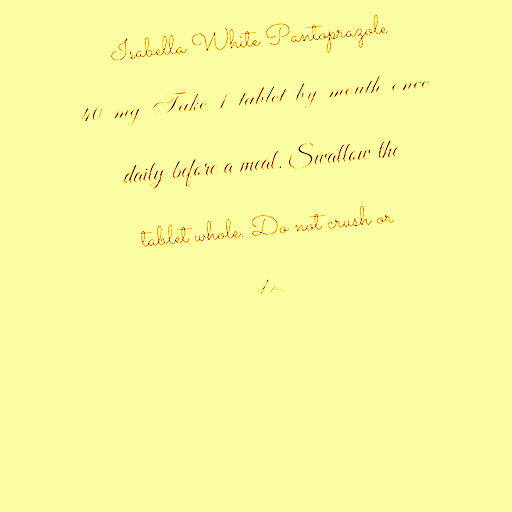 Isabella White Pantoprazole
40 mg Take 1 tablet by mouth once
daily before a meal. Swallow the
tablet whole. Do not crush or